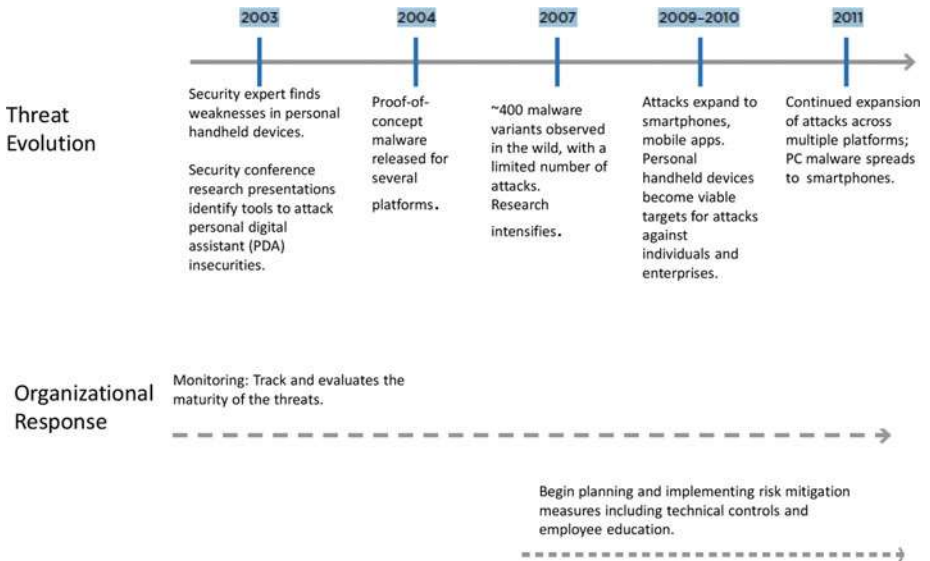 2003
2004
2007
2009-2010
2011
Threat
Evolution
Security expert finds
weaknesses in personal
handheld devices.
Security conference
research presentations
identify tools to attack
personal digital
assistant (PDA)
insecurities.
Proof-of-
concept
malware
released for
several
platforms.
~400 malware
variants observed
in the wild, with a
limited number of
attacks.
Research
intensifies.
Attacks expand to
smartphones,
mobile apps.
Personal
handheld devices
become viable
targets for attacks
against
individuals and
enterprises.
Continued expansion
of attacks across
multiple platforms;
PC malware spreads
to smartphones.
Organizational
Response
Monitoring: Track and evaluates the
maturity of the threats.
Begin planning and implementing risk mitigation
measures including technical controls and
employee education.